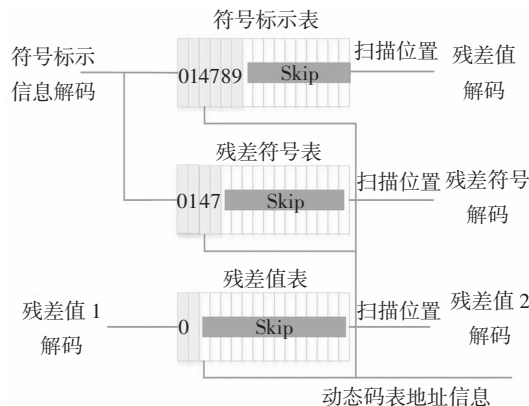 符号标示表
符号标示
信息解码
014789
Skip
扫描位置
残差值
解码
残差符号表
0147
Skip
扫描位置
残差符号
解码
残差值表
残差值 1
解码
0
Skip
扫描位置
残差值 2
解码
动态码表地址信息